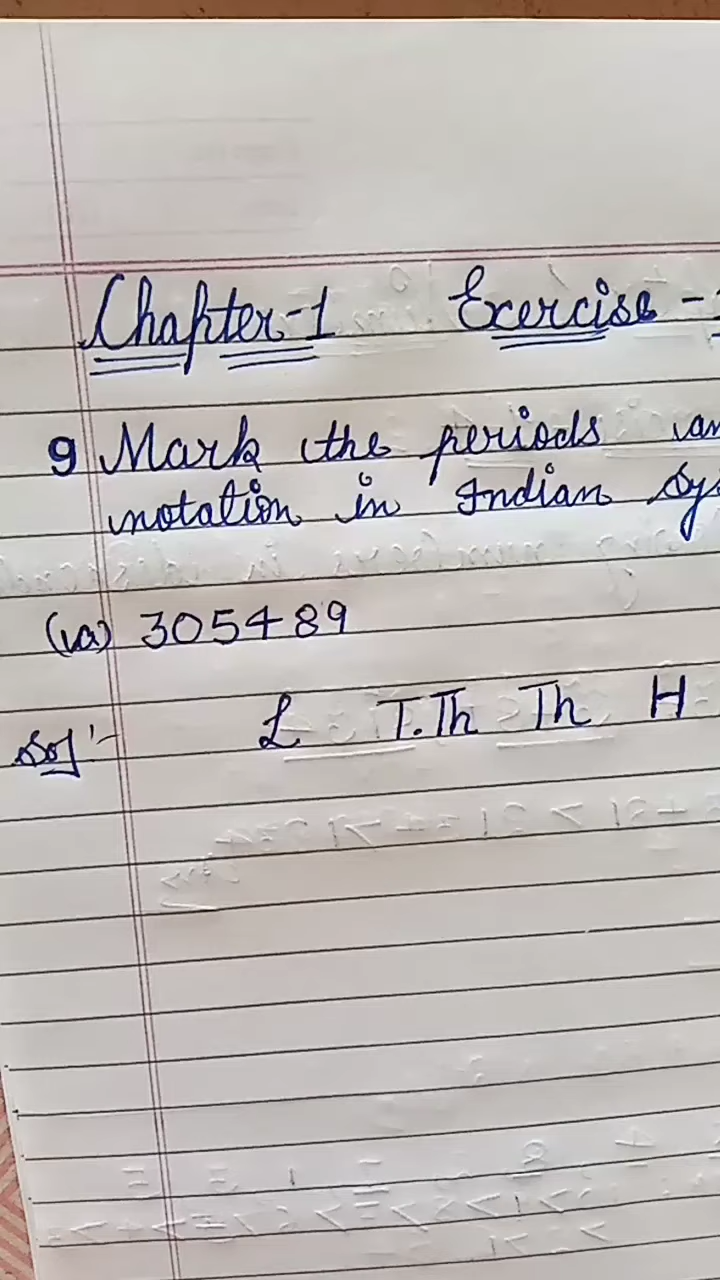 Chapter-1 Exercise -
9 Mark the periods
notation in Indian
(a) 305489
Sol:- L T.Th Th H